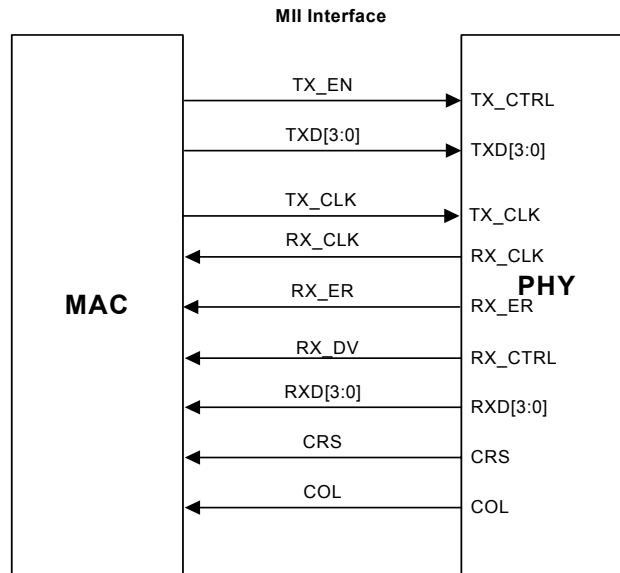 MII Interface
TX_EN
TX_CTRL
TXD[3:0]
TXD[3:0]
TX_CLK
TX_CLK
RX_CLK
RX_CLK
MAC
PHY
RX_ER
RX_ER
RX_DV
RX_CTRL
RXD[3:0]
RXD[3:0]
CRS
CRS
COL
COL